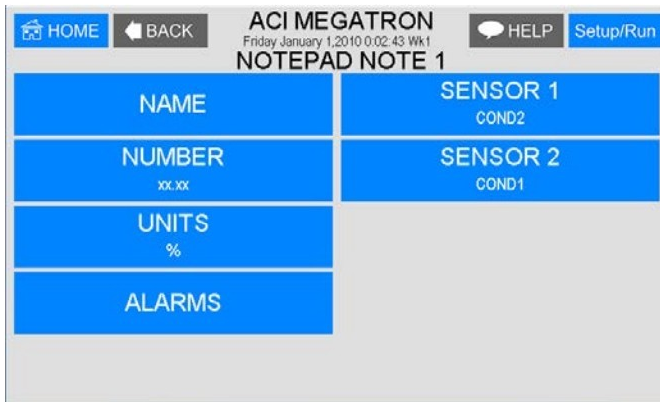 HOME
BACK
ACI MEGATRON
Friday January 1,2010 0:02:43 Wk1
NOTEPAD NOTE 1
HELP
Setup/Run
NAME
SENSOR 1
COND2
NUMBER
xx.xx
SENSOR 2
COND1
UNITS
%
ALARMS